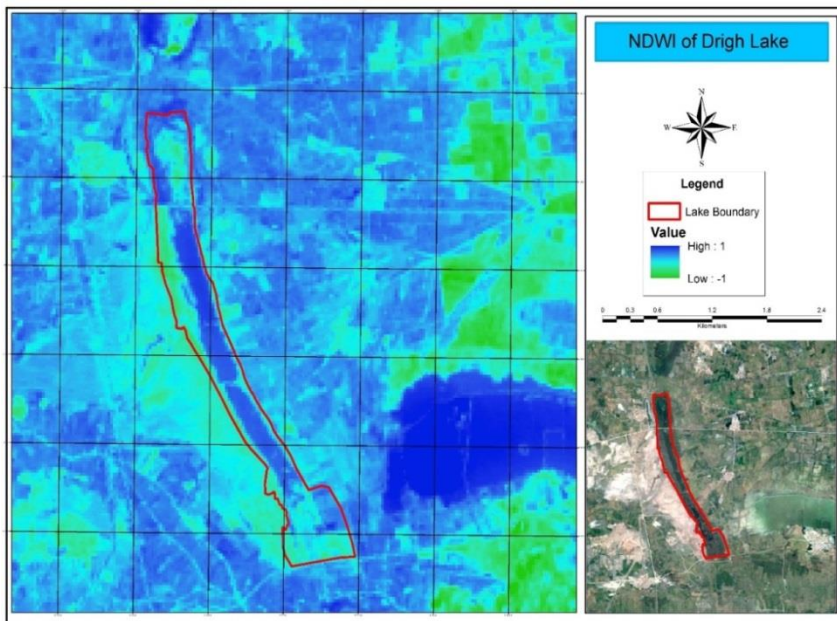 NDWI of Drigh Lake
N
W E
S
Legend
Lake Boundary
Value
High : 1
Low : -1
0 0.3 0.6 1.2 1.8 2.4
Kilometers